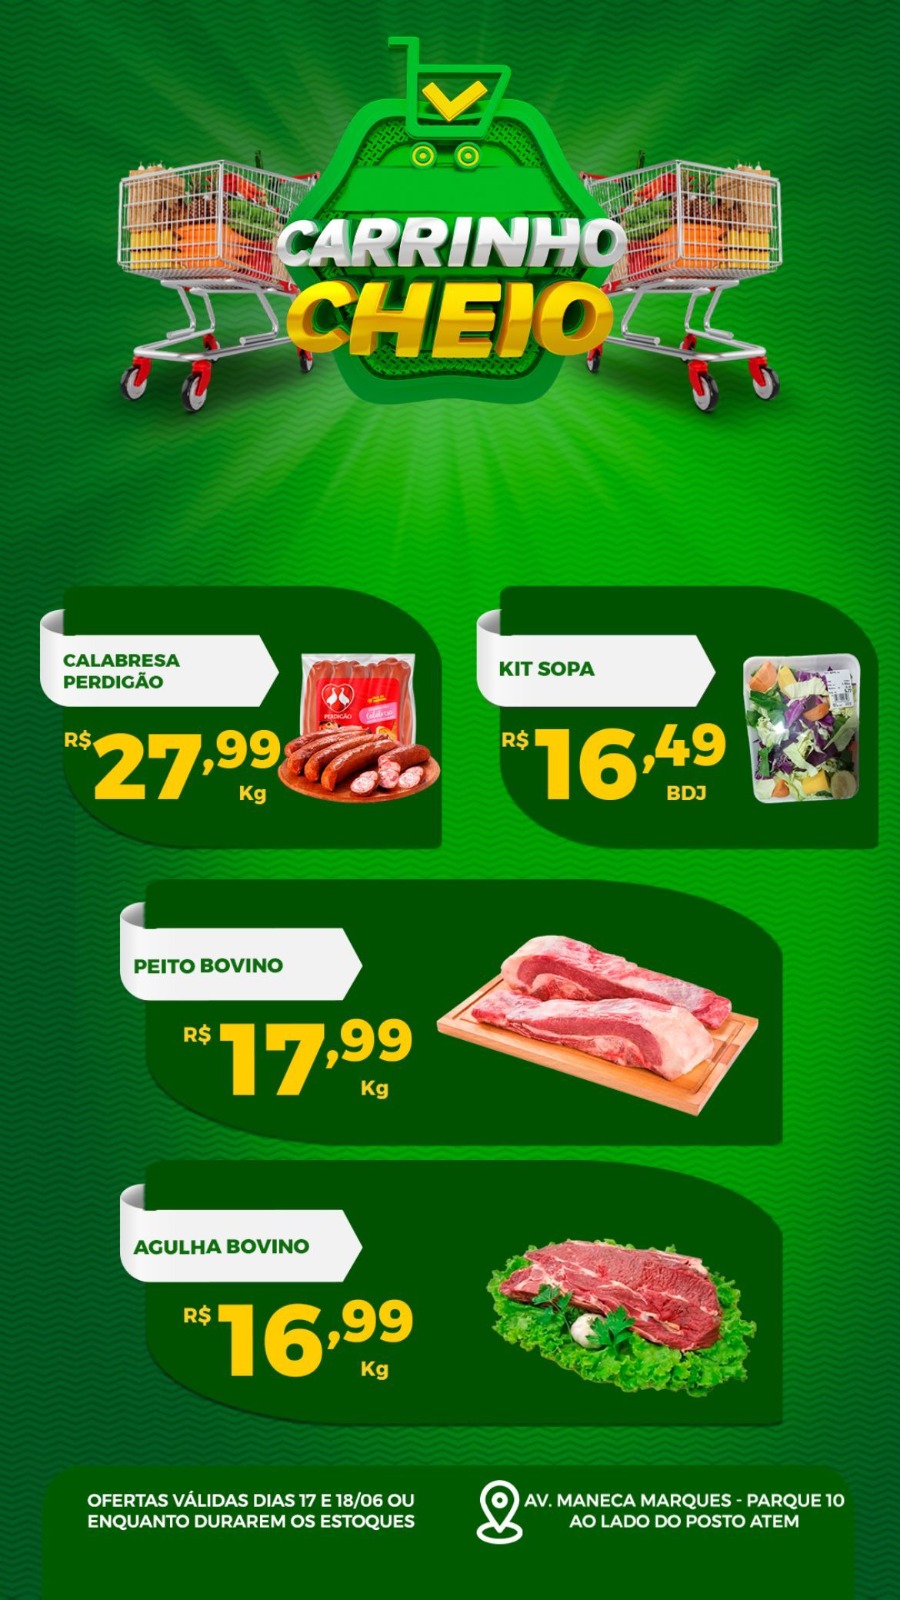 CARRINHO
CHEIO
CALABRESA
PERDIGÃO
R$27,99
Kg
KIT SOPA
R$16,49
BDJ
PEITO BOVINO
R$17,99
Kg
AGULHA BOVINO
R$16,99
Kg
OFERTAS VÁLIDAS DIAS 17 E 18/06 OU
ENQUANTO DURAREM OS ESTOQUES
AV. MANECA MARQUES - PARQUE 10
AO LADO DO POSTO ATEM